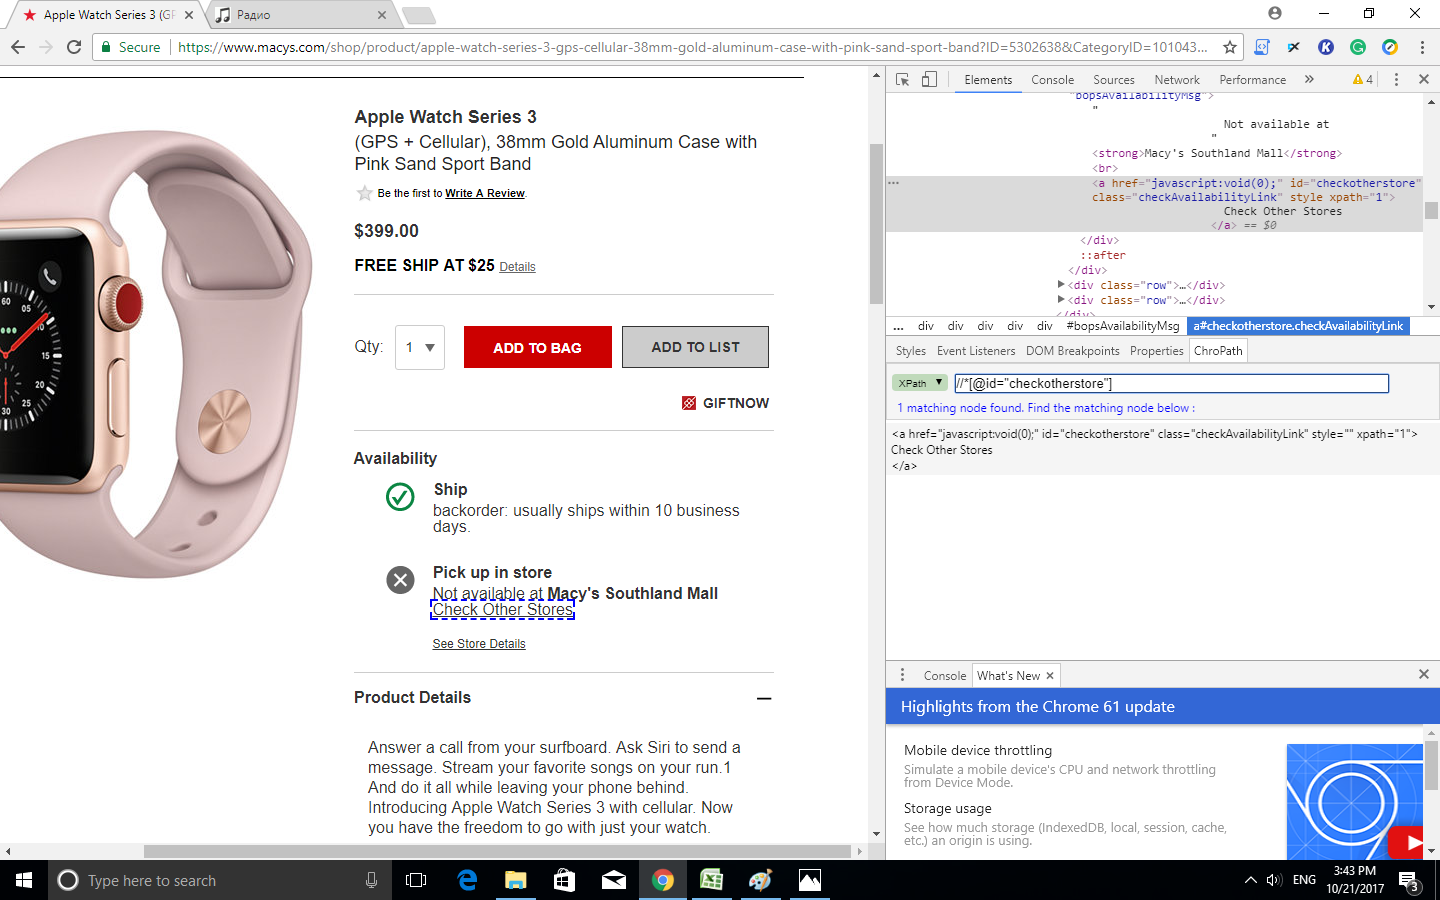 Apple Watch Series 3 (GP
Радио
Secure
https://www.macys.com/shop/product/apple-watch-series-3-gps-cellular-38mm-gold-aluminum-case-with-pink-sand-sport-band?ID=5302638&CategoryID=101043...
Apple Watch Series 3
(GPS + Cellular), 38mm Gold Aluminum Case with
Pink Sand Sport Band
Be the first to Write A Review.
$399.00
FREE SHIP AT $25 Details
Qty: 1 ADD TO BAG ADD TO LIST
GIFTNOW
Availability
Ship
backorder: usually ships within 10 business
days.
Pick up in store
Not available at Macy's Southland Mall
Check Other Stores
See Store Details
Product Details
Answer a call from your surfboard. Ask Siri to send a
message. Stream your favorite songs on your run.1
And do it all while leaving your phone behind.
Introducing Apple Watch Series 3 with cellular. Now
you have the freedom to go with just your watch.
60
05
10
15
20
25
30
Elements Console Sources Network Performance » 4
"bopsAvailabilityMsg">
"
Not available at
"
<strong>Macy's Southland Mall</strong>
<br>
<a href="javascript:void(0);" id="checkotherstore"
class="checkAvailabilityLink" style xpath="1">
Check Other Stores
</a> == $0
</div>
::after
</div>
<div class="row">…</div>
<div class="row">…</div>
</div>
... div div div div div #bopsAvailabilityMsg a#checkotherstore.checkAvailabilityLink
Styles Event Listeners DOM Breakpoints Properties ChroPath
XPath //*[@id="checkotherstore"]
1 matching node found. Find the matching node below :
<a href="javascript:void(0);" id="checkotherstore" class="checkAvailabilityLink" style="" xpath="1">
Check Other Stores
</a>
Console What's New
Highlights from the Chrome 61 update
Mobile device throttling
Simulate a mobile device's CPU and network throttling
from Device Mode.
Storage usage
See how much storage (IndexedDB, local, session, cache,
etc.) an origin is using.
Type here to search
ENG
3:43 PM
10/21/2017
3